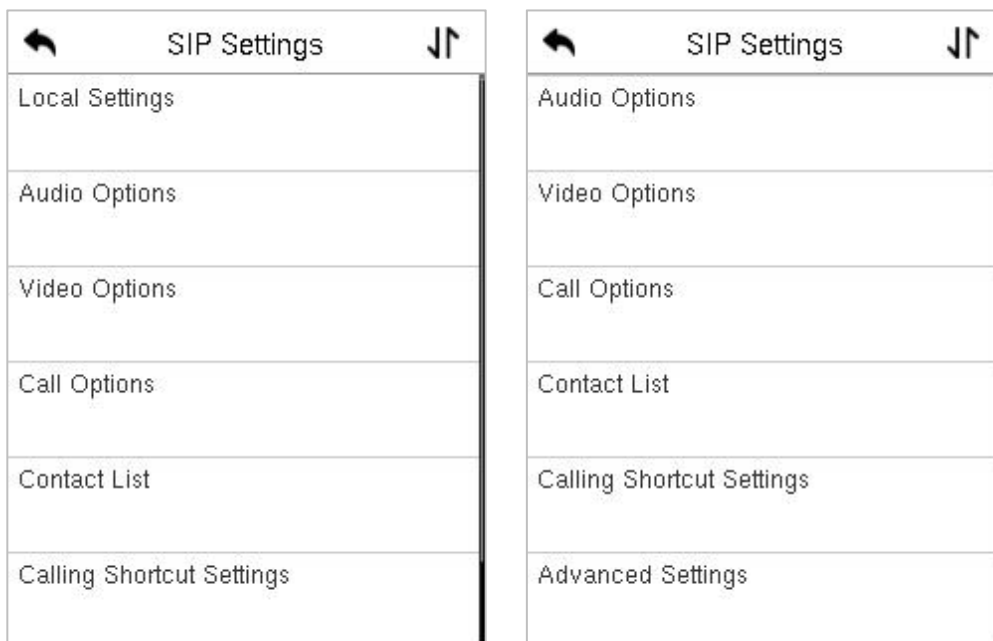 SIP Settings
Local Settings
Audio Options
Video Options
Call Options
Contact List
Calling Shortcut Settings
SIP Settings
Audio Options
Video Options
Call Options
Contact List
Calling Shortcut Settings
Advanced Settings